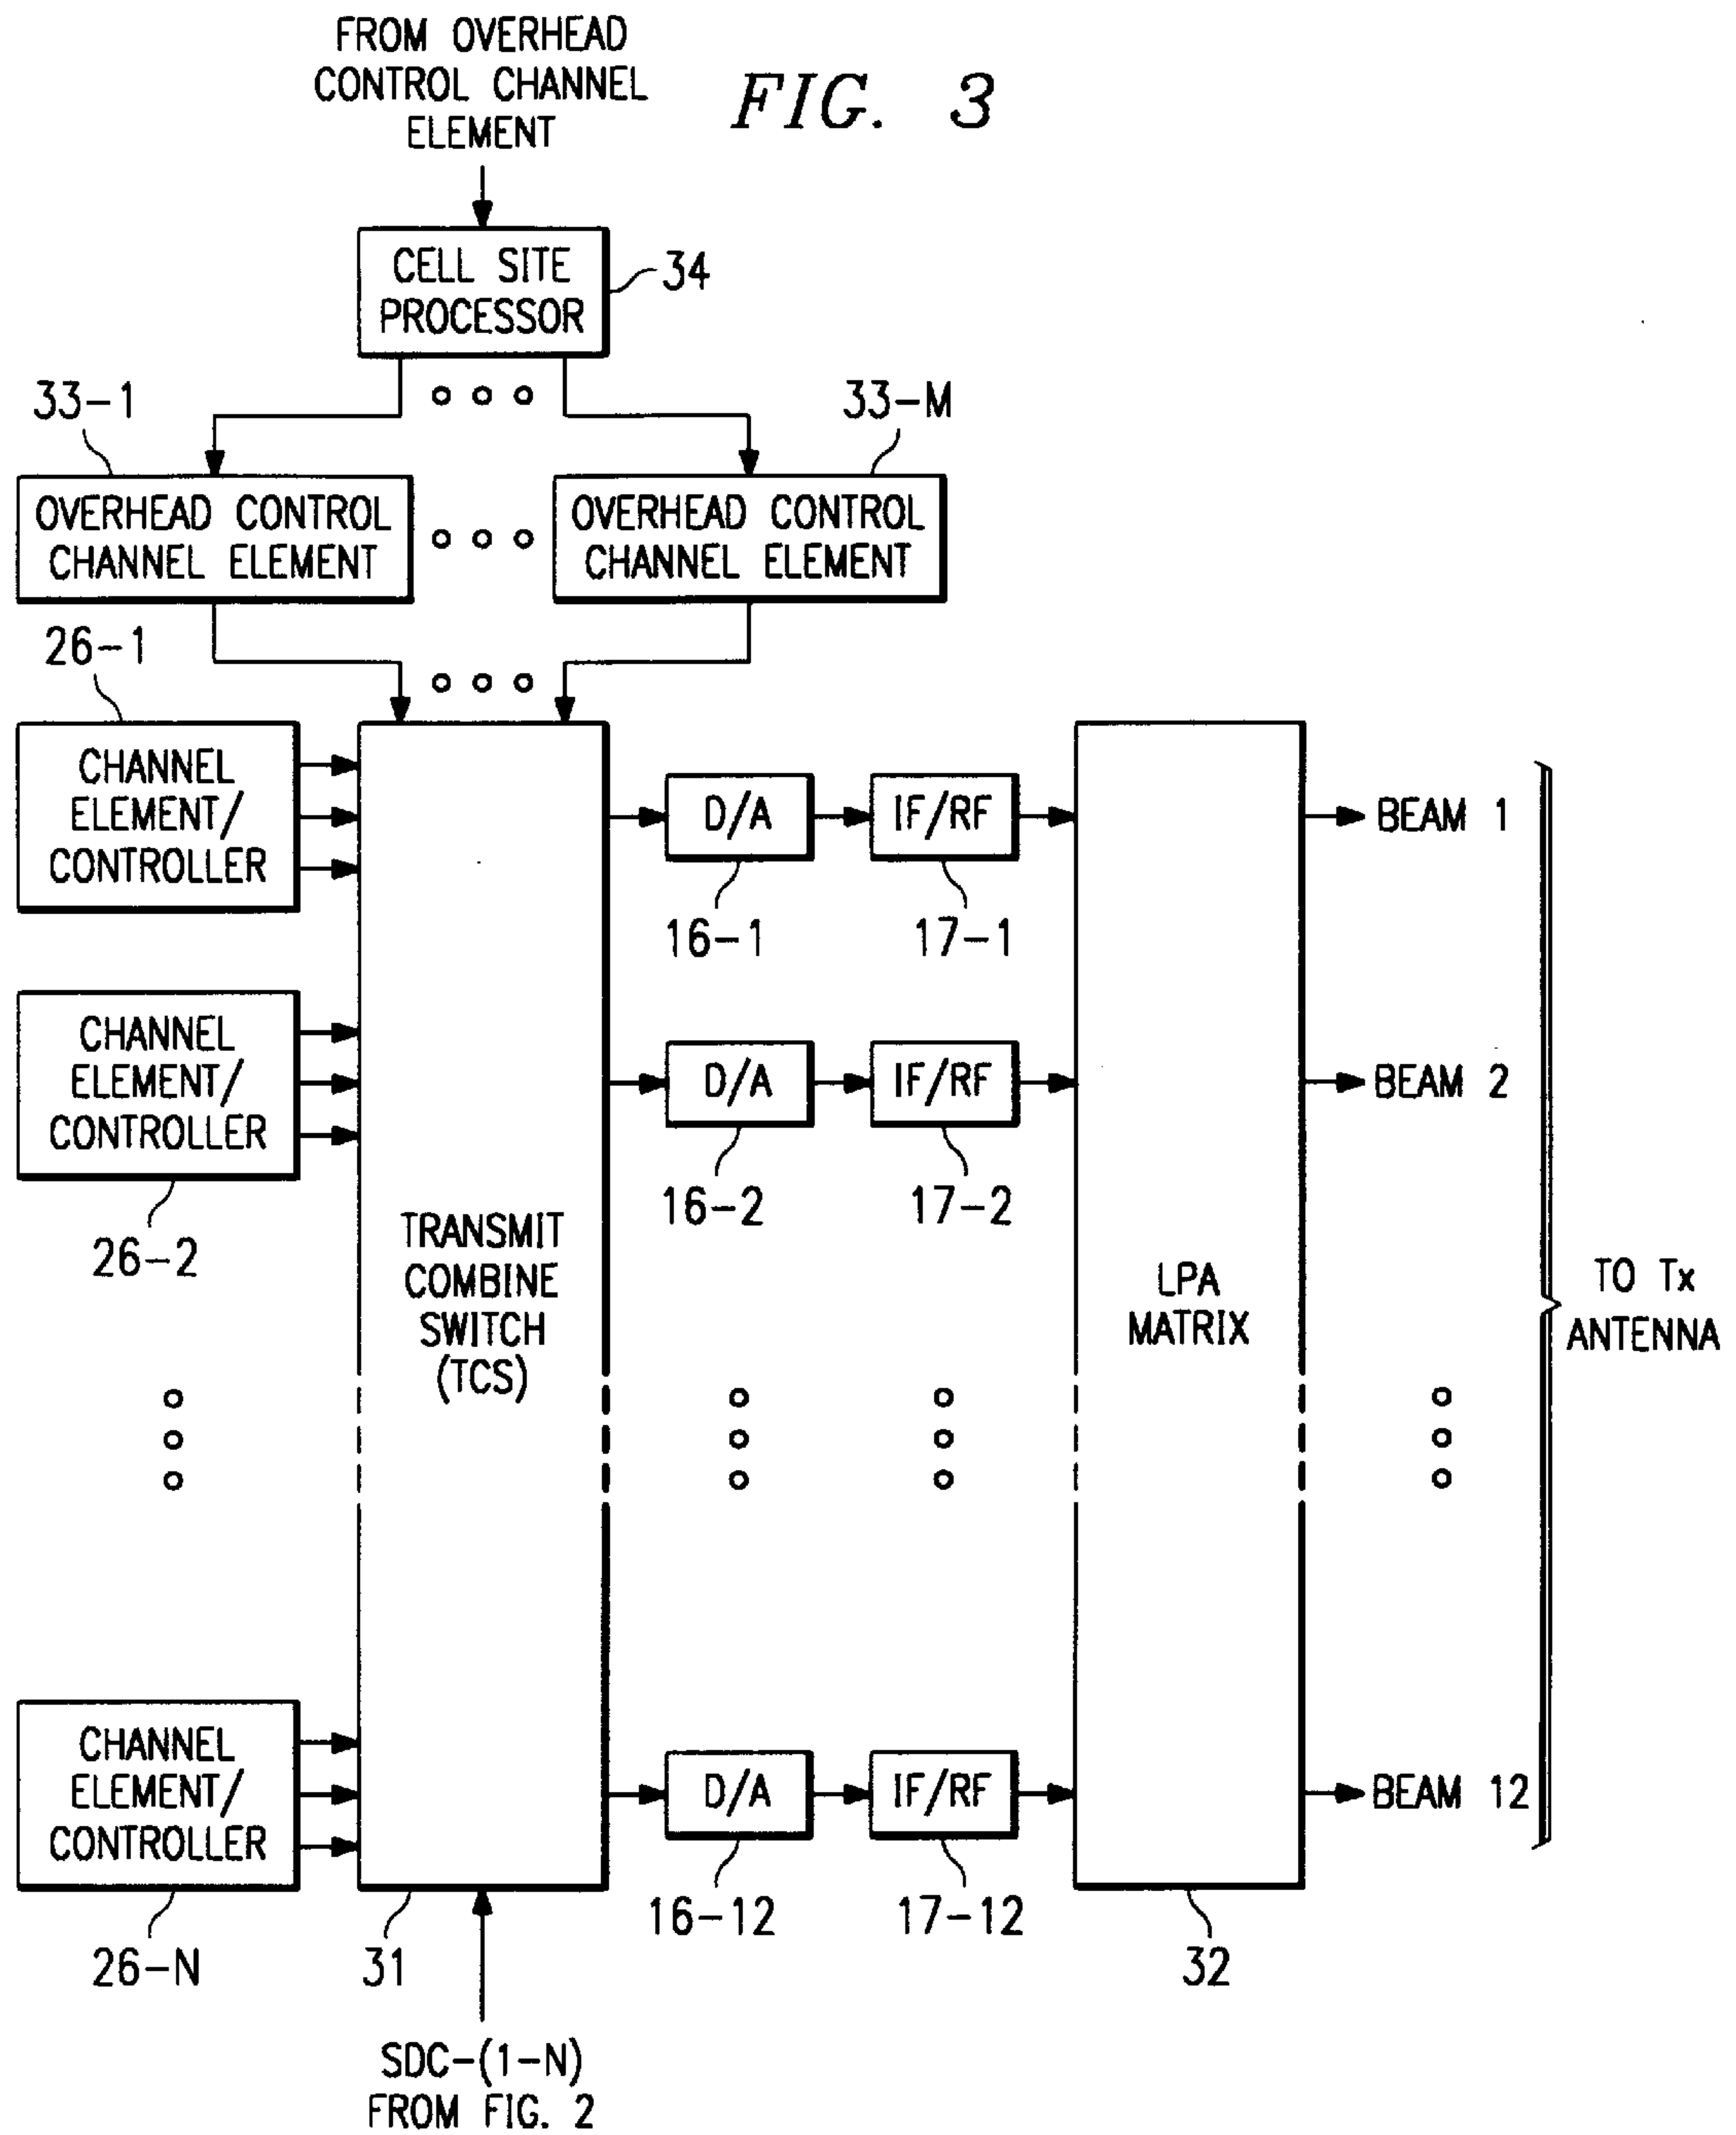 FROM OVERHEAD
CONTROL CHANNEL
ELEMENT
FIG. 3
CELL SITE
PROCESSOR
34
33-1
33-M
OVERHEAD CONTROL
CHANNEL ELEMENT
OVERHEAD CONTROL
CHANNEL ELEMENT
26-1
CHANNEL
ELEMENT/
CONTROLLER
D/A
IF/RF
BEAM 1
16-1
17-1
CHANNEL
ELEMENT/
CONTROLLER
D/A
IF/RF
BEAM 2
16-2
17-2
26-2
TRANSMIT
COMBINE
SWITCH
(TCS)
LPA
MATRIX
TO Tx
ANTENNA
CHANNEL
ELEMENT/
CONTROLLER
D/A
IF/RF
BEAM 12
16-12
17-12
26-N
31
32
SDC-(1-N)
FROM FIG. 2